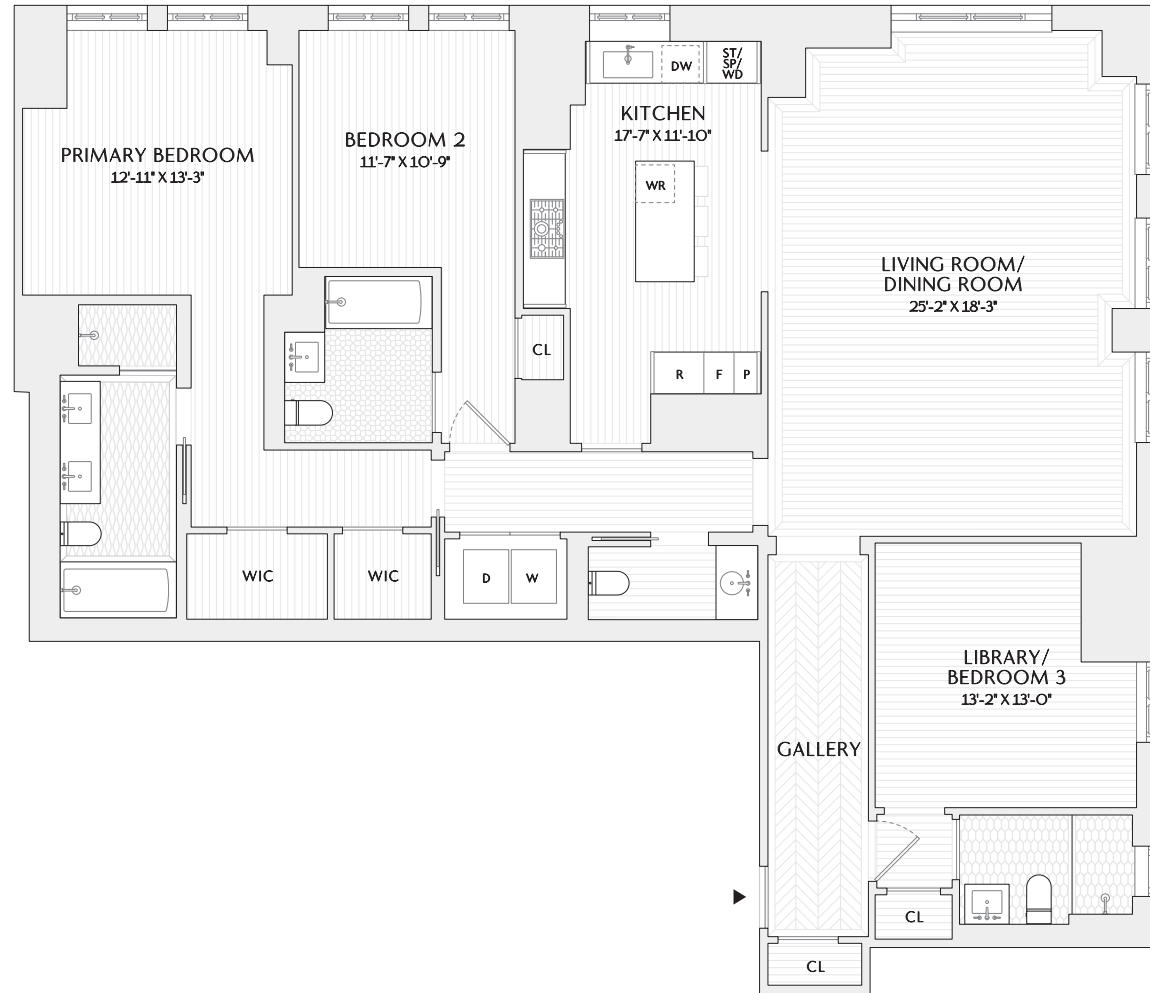 PRIMARY BEDROOM
12'-11" X 13'-3"
BEDROOM 2
11'-7" X 10'-9"
DW
ST/
SP/
WD
KITCHEN
17'-7" X 11'-10"
WR
LIVING ROOM/
DINING ROOM
25'-2" X 18'-3"
CL
R
F
P
WIC
WIC
D
W
LIBRARY/
BEDROOM 3
13'-2" X 13'-0"
GALLERY
CL
CL